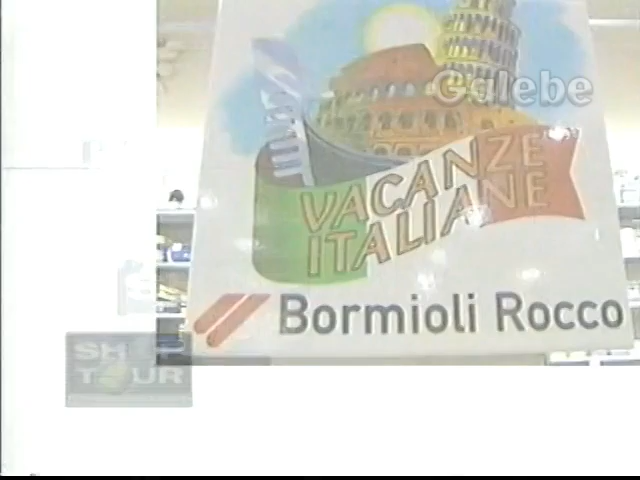 Galebe
VACANZE
ITALIANE
Bormioli Rocco
SHOP
TOUR